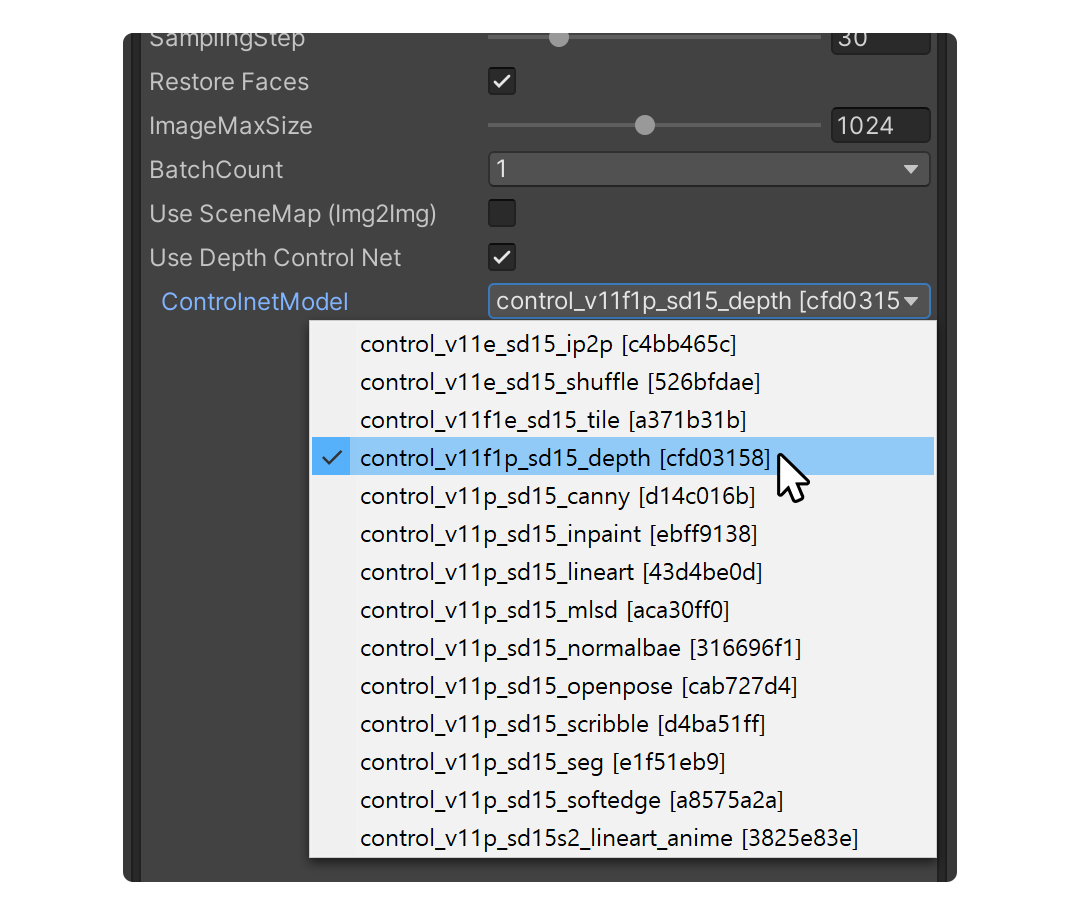 SamplingStep 30
Restore Faces
ImageMaxSize 1024
BatchCount 1
Use SceneMap (Img2Img)
Use Depth Control Net
ControlnetModel control_v11f1p_sd15_depth [cfd0315
control_v11e_sd15_ip2p [c4bb465c]
control_v11e_sd15_shuffle [526bfdae]
control_v11f1e_sd15_tile [a371b31b]
control_v11f1p_sd15_depth [cfd03158]
control_v11p_sd15_canny [d14c016b]
control_v11p_sd15_inpaint [ebff9138]
control_v11p_sd15_lineart [43d4be0d]
control_v11p_sd15_mlsd [aca30ff0]
control_v11p_sd15_normalbae [316696f1]
control_v11p_sd15_openpose [cab727d4]
control_v11p_sd15_scribble [d4ba51ff]
control_v11p_sd15_seg [e1f51eb9]
control_v11p_sd15_softedge [a8575a2a]
control_v11p_sd15s2_lineart_anime [3825e83e]